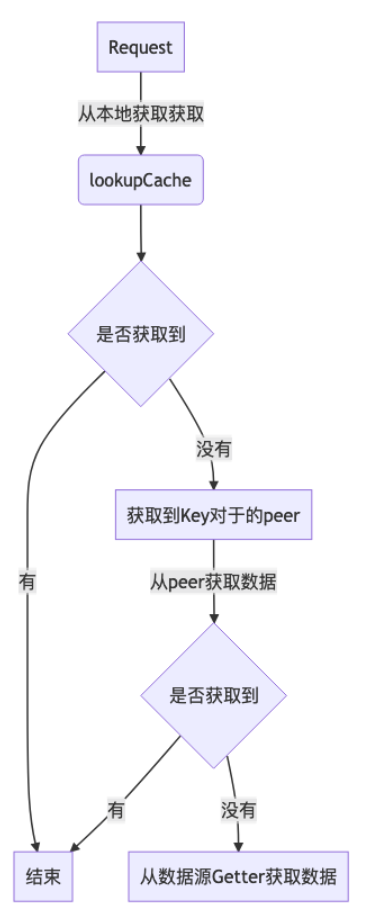 Request
从本地获取获取
lookupCache
是否获取到
没有
获取到Key对于的peer
有
从peer获取数据
是否获取到
有
没有
结束
从数据源Getter获取数据